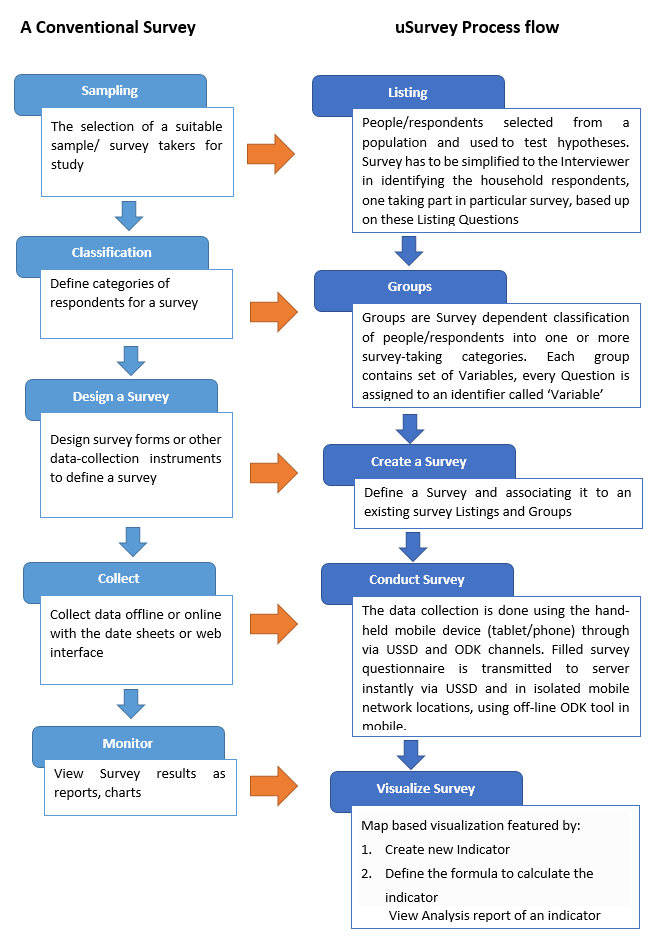 A Conventional Survey
uSurvey Process flow
Sampling
The selection of a suitable
sample/ survey takers for
study
Listing
People/respondents selected from a
population and used to test hypotheses.
Survey has to be simplified to the Interviewer
in identifying the household respondents,
one taking part in particular survey, based up
on these Listing Questions
Classification
Define categories of
respondents for a survey
Groups
Groups are Survey dependent classification
of people/respondents into one or more
survey-taking categories. Each group
contains set of Variables, every Question is
assigned to an identifier called ‘Variable’
Design a Survey
Design survey forms or other
data-collection instruments
to define a survey
Create a Survey
Define a Survey and associating it to an
existing survey Listings and Groups
Collect
Collect data offline or online
with the date sheets or web
interface
Conduct Survey
The data collection is done using the hand-
held mobile device (tablet/phone) through
via USSD and ODK channels. Filled survey
questionnaire is transmitted to server
instantly via USSD and in isolated mobile
network locations, using off-line ODK tool in
mobile.
Monitor
View Survey results as
reports, charts
Visualize Survey
Map based visualization featured by:
1. Create new Indicator
2. Define the formula to calculate the
indicator
View Analysis report of an indicator